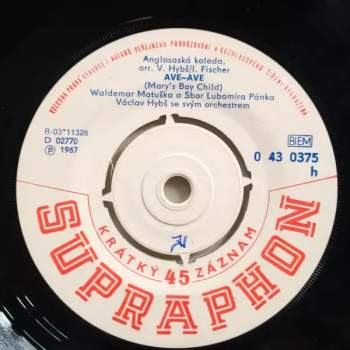 Anglosaská koleda,
arr. V. Hybš/I. Fischer
AVE-AVE
(Mary's Boy Child)
Waldemar Matuška a Sbor Lubomíra Pánka
Václav Hybš se svým orchestrem
B-03*11326
D 02770
Ⓟ 1967
BIEM
0 43 0375
h
KRATKÝ 45 ZÁZNAM
SUPRAPHON